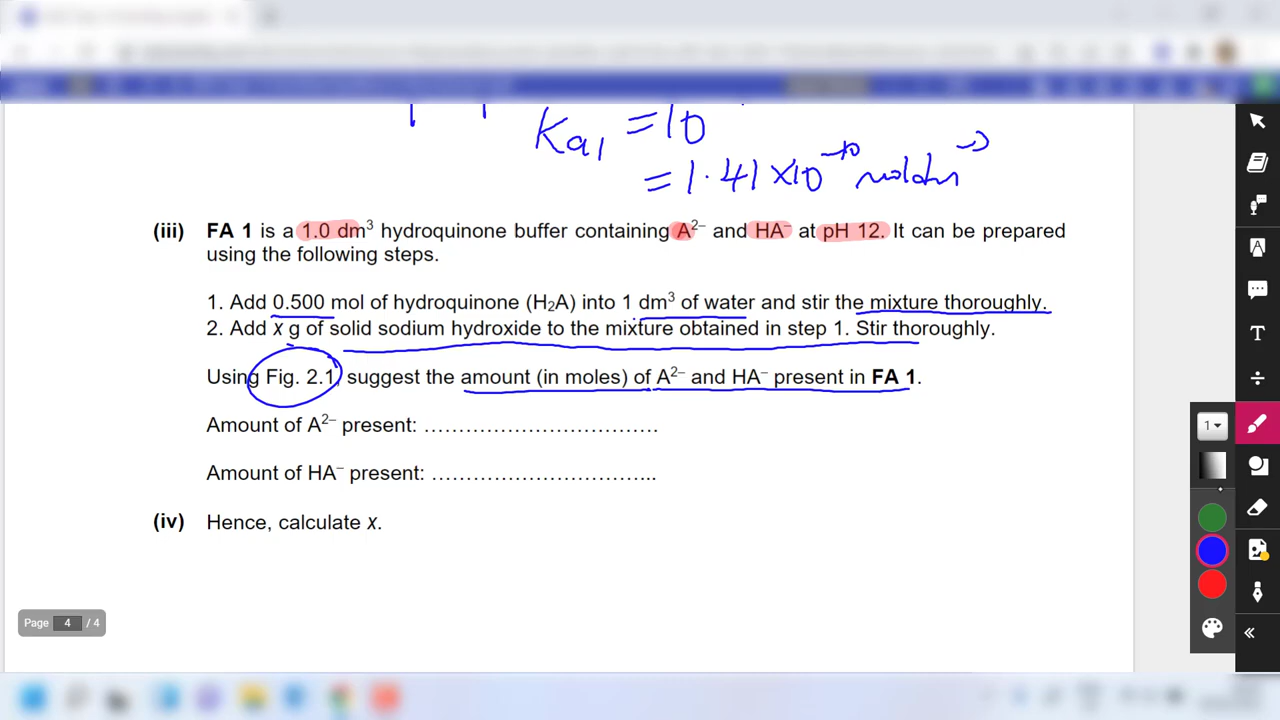 Ka1 = 10
= 1.41 × 10⁻¹⁰ moldm⁻³
(iii) FA 1 is a 1.0 dm³ hydroquinone buffer containing A²⁻ and HA⁻ at pH 12. It can be prepared
using the following steps.
1. Add 0.500 mol of hydroquinone (H₂A) into 1 dm³ of water and stir the mixture thoroughly.
2. Add x g of solid sodium hydroxide to the mixture obtained in step 1. Stir thoroughly.
Using Fig. 2.1, suggest the amount (in moles) of A²⁻ and HA⁻ present in FA 1.
Amount of A²⁻ present: ……………………………….
Amount of HA⁻ present: ……………………………..
(iv) Hence, calculate x.
Page 4 / 4
1
T